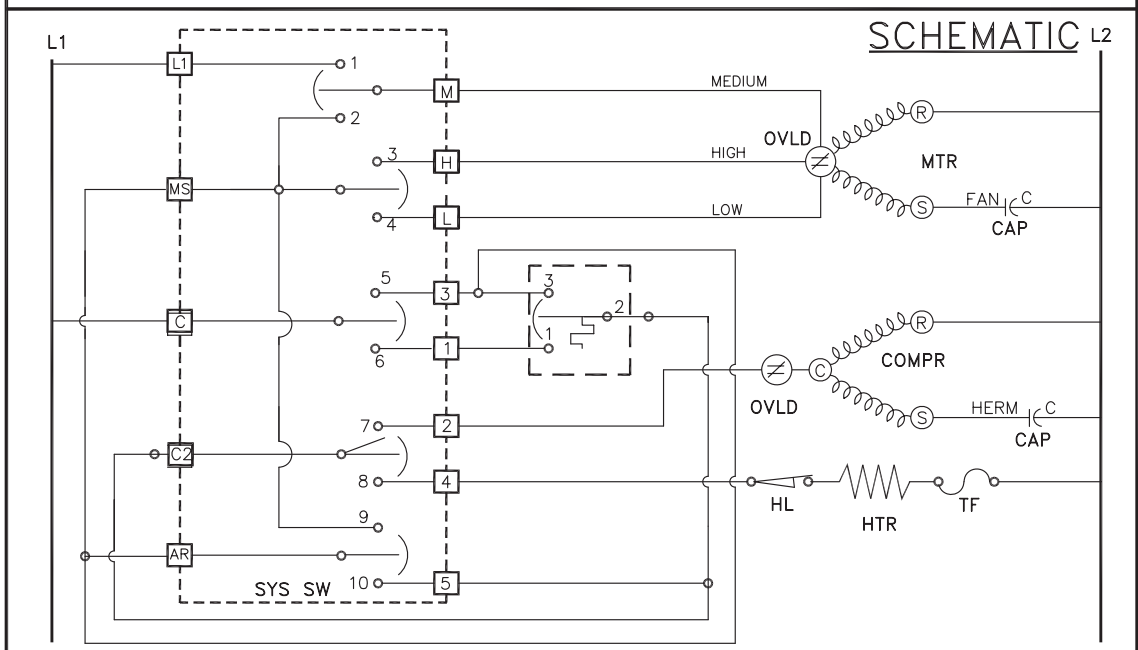 SCHEMATIC
L1
L2
L1
1
M
MEDIUM
2
R
OVLD
3
H
HIGH
MTR
MS
4
L
LOW
S
FAN
C
CAP
5
3
3
2
C
R
6
1
1
COMPR
C
OVLD
7
2
HERM
C
S
CAP
C2
8
4
HL
HTR
TF
9
AR
SYS SW
10
5